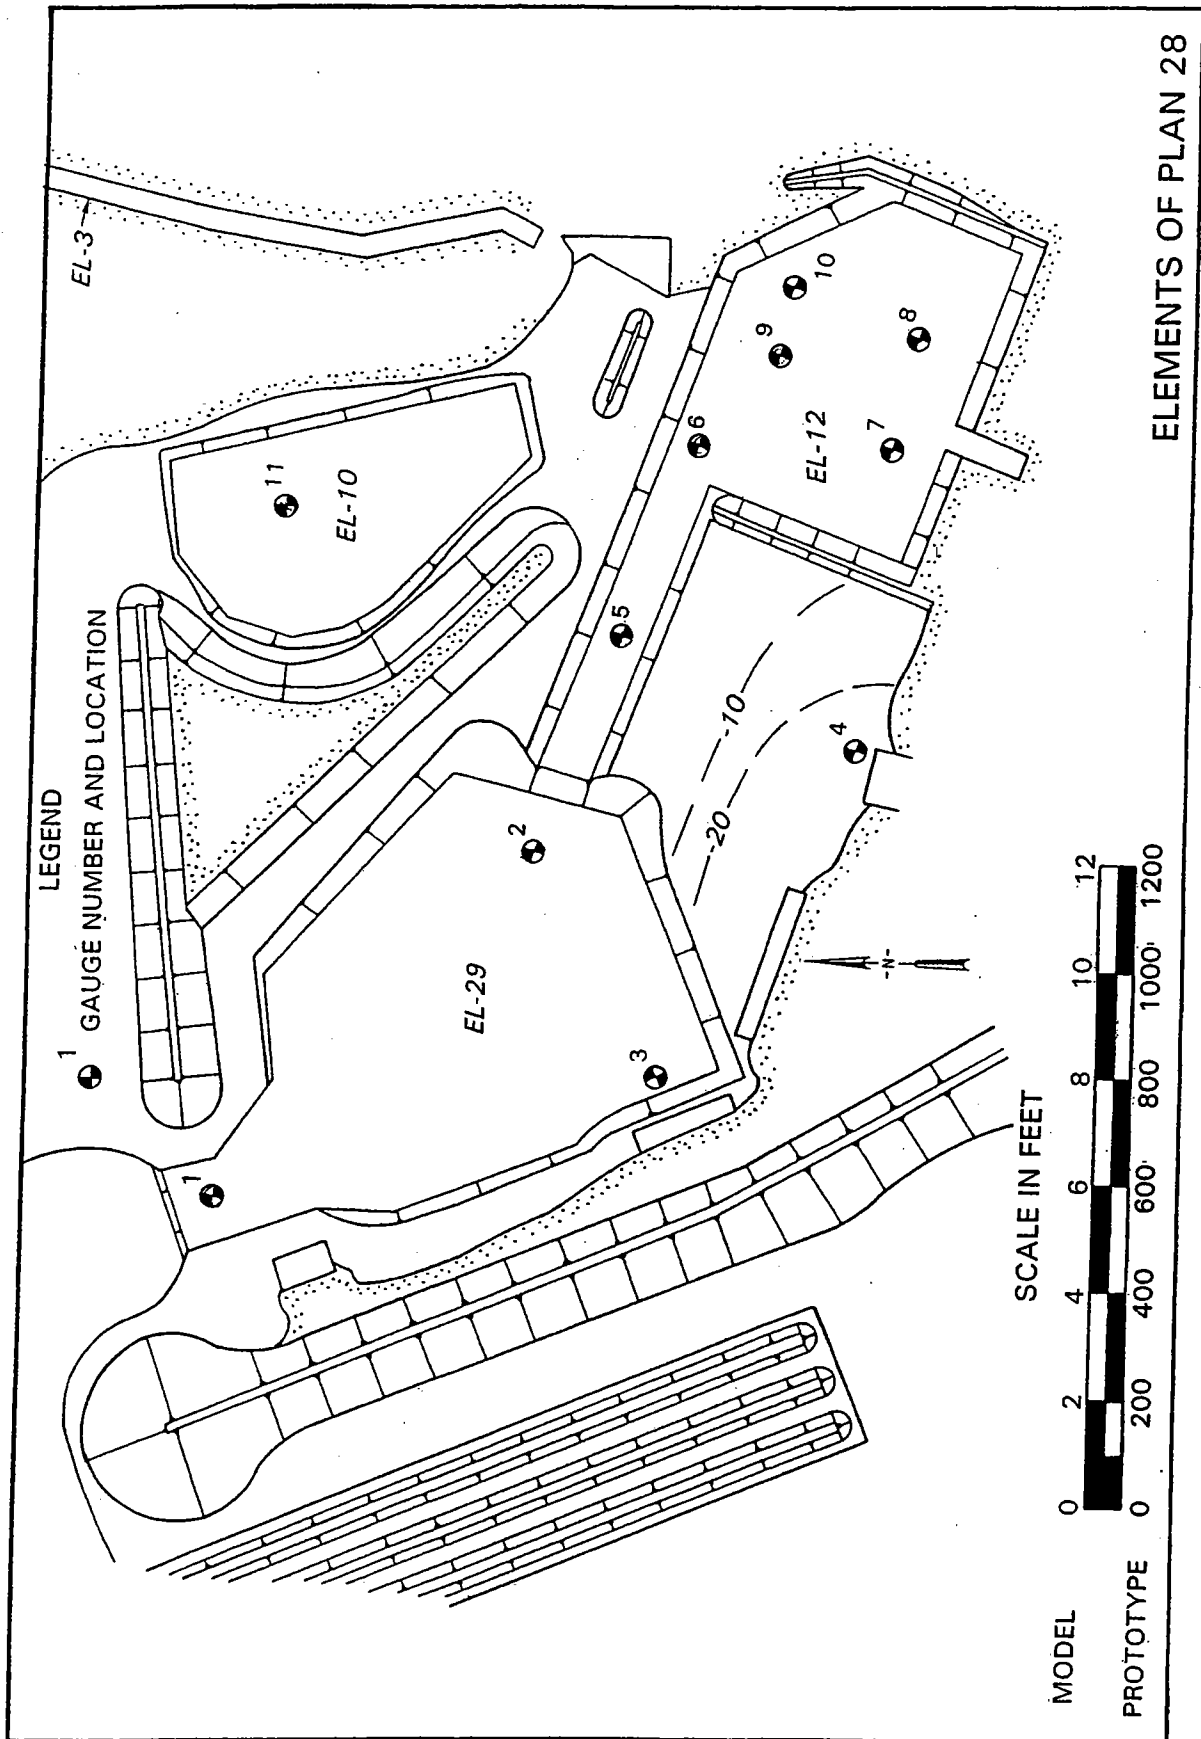 LEGEND
1 GAUGE NUMBER AND LOCATION
EL-3
11
EL-10
1
2
EL-29
3
5
6
9
10
EL-12
7
8
-10
-20
4
-N-
SCALE IN FEET
MODEL 0 2 4 6 8 10 12
PROTOTYPE 0 200 400 600 800 1000 1200
ELEMENTS OF PLAN 28